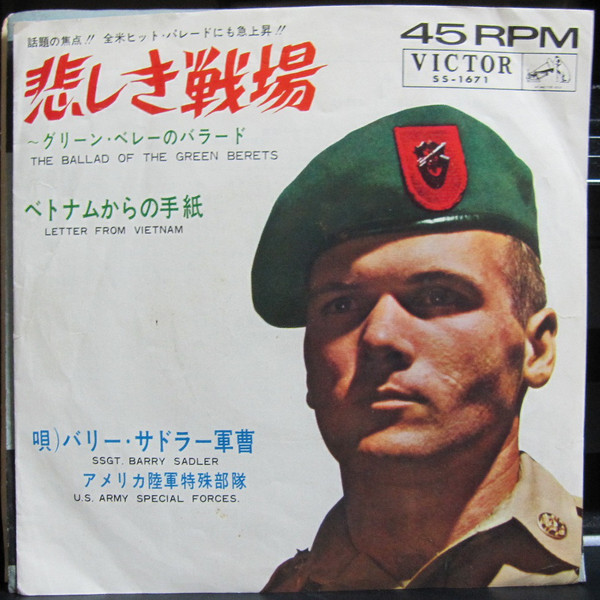 話題の焦点!! 全米ヒット・パレードにも急上昇!!
45 RPM
悲しき戦場
VICTOR
SS-1671
~グリーン・ベレーのバラード
THE BALLAD OF THE GREEN BERETS
ベトナムからの手紙
LETTER FROM VIETNAM
唄)バリー・サドラー軍曹
SSGT. BARRY SADLER
アメリカ陸軍特殊部隊
U.S. ARMY SPECIAL FORCES.